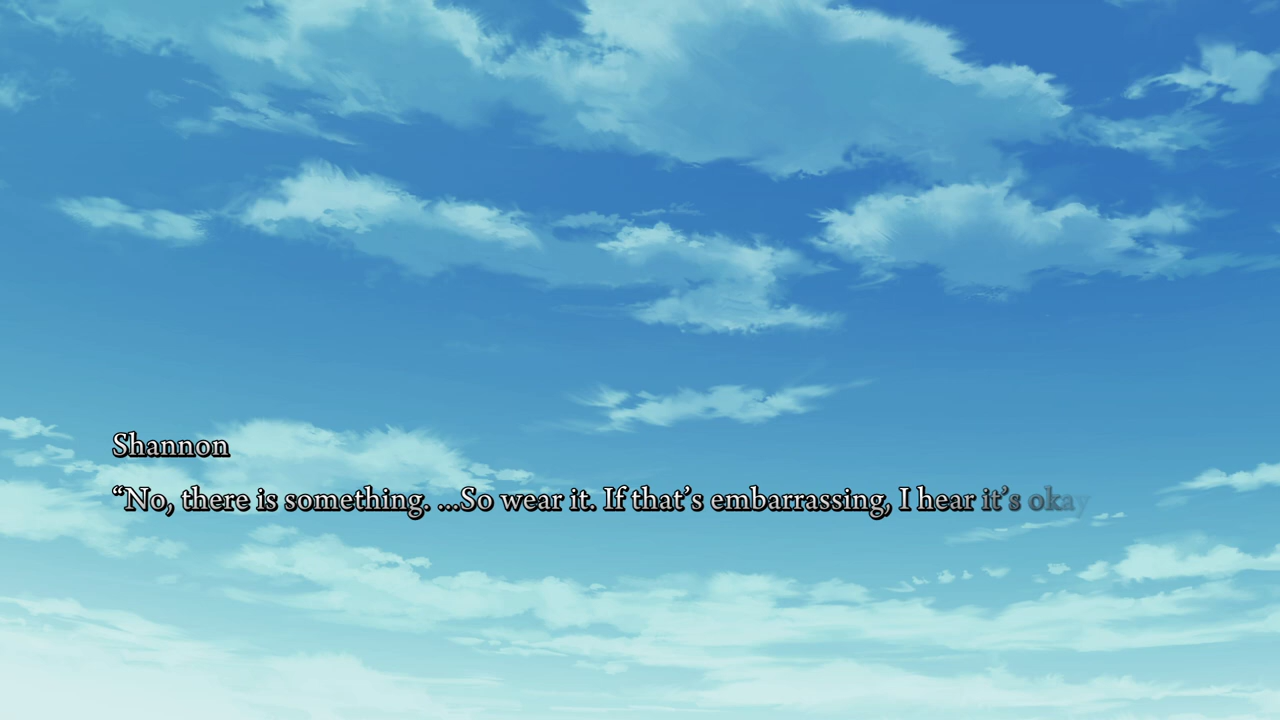 Shannon
“No, there is something. ...So wear it. If that’s embarrassing, I hear it’s okay